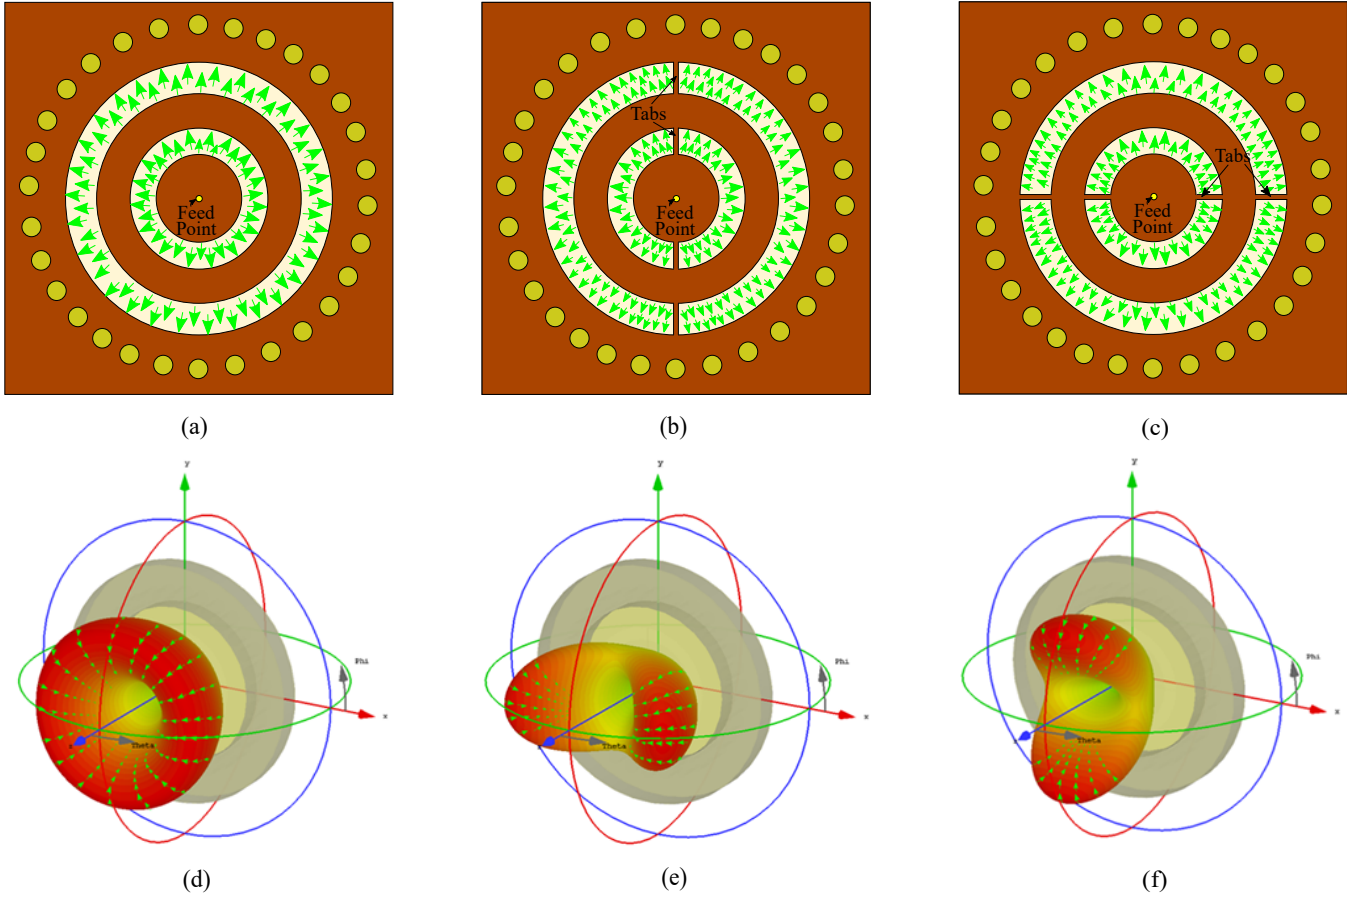 Feed
Point
Tabs
Feed
Point
Tabs
Feed
Point
(a)
(b)
(c)
y
Phi
x
Theta
y
Phi
x
Theta
y
Phi
x
Theta
(d)
(e)
(f)